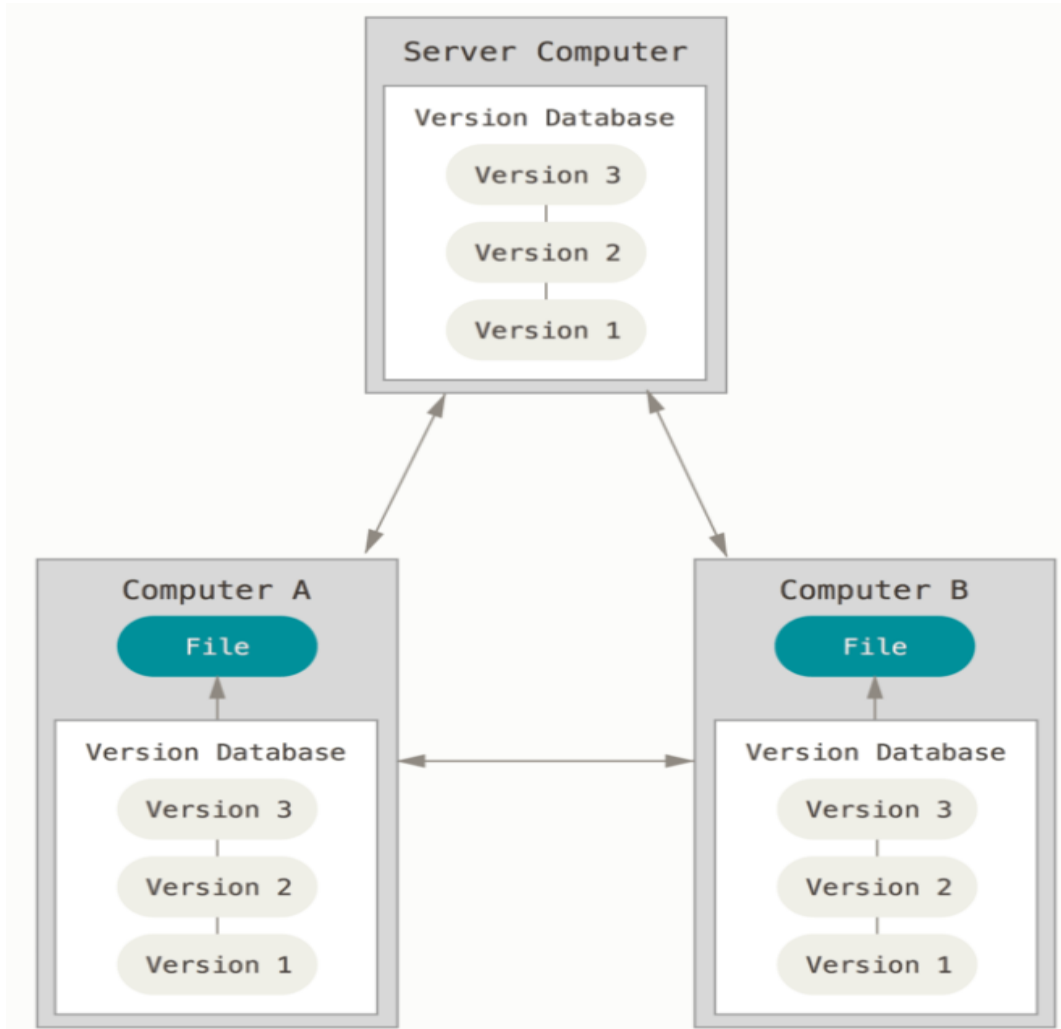 Server Computer
Version Database
Version 3
Version 2
Version 1
Computer A
File
Version Database
Version 3
Version 2
Version 1
Computer B
File
Version Database
Version 3
Version 2
Version 1